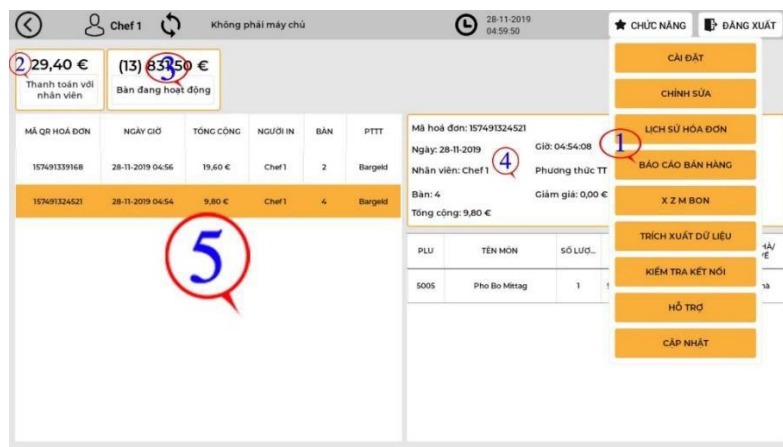 Chef 1
Không phải máy chủ
28-11-2019
04:59:50
CHỨC NĂNG
ĐĂNG XUẤT
2
29,40 €
Thanh toán với
nhân viên
3
(13) 831,50 €
Bàn đang hoạt động
CÀI ĐẶT
CHỈNH SỬA
LỊCH SỬ HÓA ĐƠN
1
BÁO CÁO BÁN HÀNG
X Z M BON
TRÍCH XUẤT DỮ LIỆU
KIỂM TRA KẾT NỐI
HỖ TRỢ
CẬP NHẬT
MÃ QR HOÁ ĐƠN NGÀY GIỜ TỔNG CỘNG NGƯỜI IN BÀN PTTT
157491339168 28-11-2019 04:56 19,60 € Chef 1 2 Bargeld
157491324521 28-11-2019 04:54 9,80 € Chef 1 4 Bargeld
5
Mã hoá đơn: 157491324521
Ngày: 28-11-2019 Giờ: 04:54:08
Nhân viên: Chef 1 4 Phương thức TT
Bàn: 4 Giảm giá: 0,00 €
Tổng cộng: 9,80 €
PLU TÊN MÓN SỐ LƯỢ...
5005 Pho Bo Mittag 1